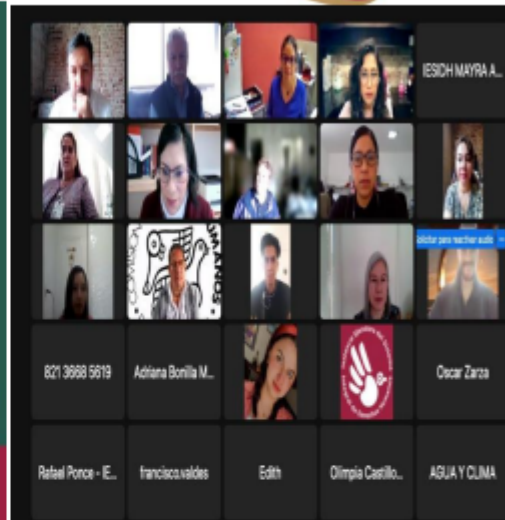 IESIDH MAYRA A...
Solicitar para reactivar audio
821 3668 5619
Adriana Bonilla M...
Oscar Zarza
Rafael Ponce - IE...
francisco.valdes
Edith
Olimpia Castillo...
AGUA Y CLIMA